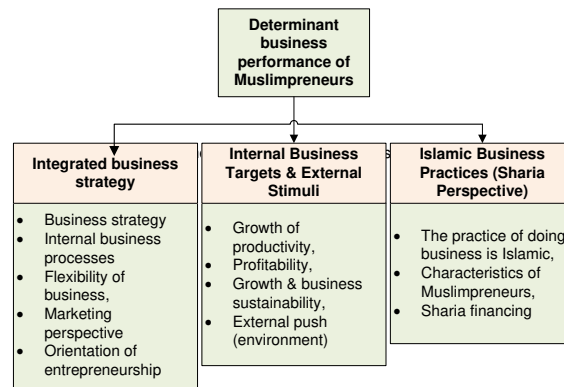 Determinant
business
performance of
Muslimpreneurs
Integrated business
strategy
• Business strategy
• Internal business
processes
• Flexibility of
business,
• Marketing
perspective
• Orientation of
entrepreneurship
Internal Business
Targets & External
Stimuli
• Growth of
productivity,
• Profitability,
• Growth & business
sustainability,
• External push
(environment)
Islamic Business
Practices (Sharia
Perspective)
• The practice of doing
business is Islamic,
• Characteristics of
Muslimpreneurs,
• Sharia financing